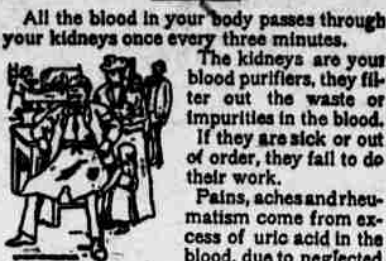 All the blood in your body passes through
your kidneys once every three minutes.
The kidneys are your
blood purifiers, they fil-
ter out the waste or
impurities in the blood.
If they are sick or out
of order, they fail to do
their work.
Pains, aches and rheu-
matism come from ex-
cess of uric acid in the
blood, due to neglected